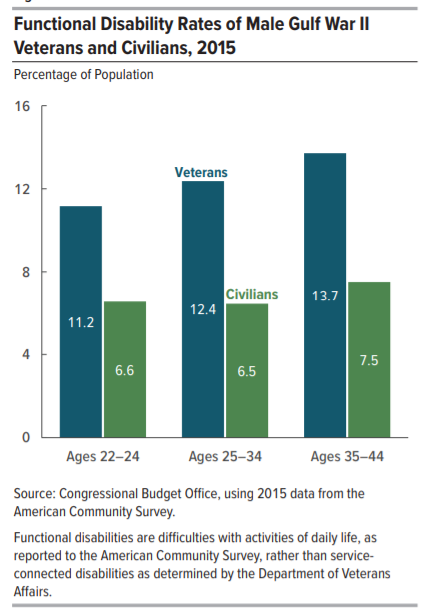 Functional Disability Rates of Male Gulf War II
Veterans and Civilians, 2015
Percentage of Population
16
12
8
4
0
Veterans
Civilians
11.2
6.6
12.4
6.5
13.7
7.5
Ages 22–24
Ages 25–34
Ages 35–44
Source: Congressional Budget Office, using 2015 data from the
American Community Survey.
Functional disabilities are difficulties with activities of daily life, as
reported to the American Community Survey, rather than service-
connected disabilities as determined by the Department of Veterans
Affairs.